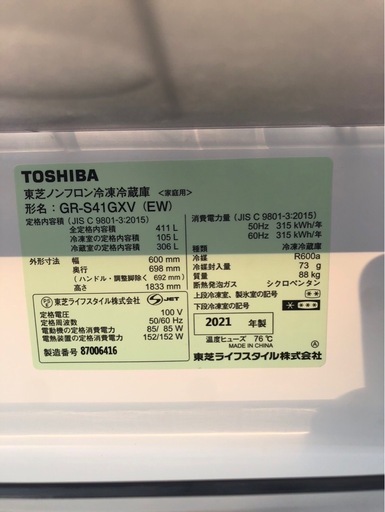 TOSHIBA
東芝ノンフロン冷凍冷蔵庫 <家庭用>
形名：GR-S41GXV (EW)
定格内容積 (JIS C 9801-3:2015)
全定格内容積 411 L
冷凍室の定格内容積 105 L
冷蔵室の定格内容積 306 L
外形寸法 幅 600 mm
奥行 698 mm
(ハンドル・調整脚除く 692 mm)
高さ 1833 mm
東芝ライフスタイル株式会社 S JET
定格電圧 100 V
定格周波数 50/60 Hz
電動機の定格消費電力 85/ 85 W
電熱装置の定格消費電力 152/152 W
製造番号 87006416
消費電力量 (JIS C 9801-3:2015)
50Hz 315 kWh/年
60Hz 315 kWh/年
種類 冷凍冷蔵庫
冷媒 R600a
冷媒封入量 73 g
質量 88 kg
断熱発泡ガス シクロペンタン
上段冷凍室、製氷室の記号
下段冷凍室の記号
2021 年製
温度ヒューズ 76℃
MADE IN CHINA
東芝ライフスタイル株式会社 Ⓐ